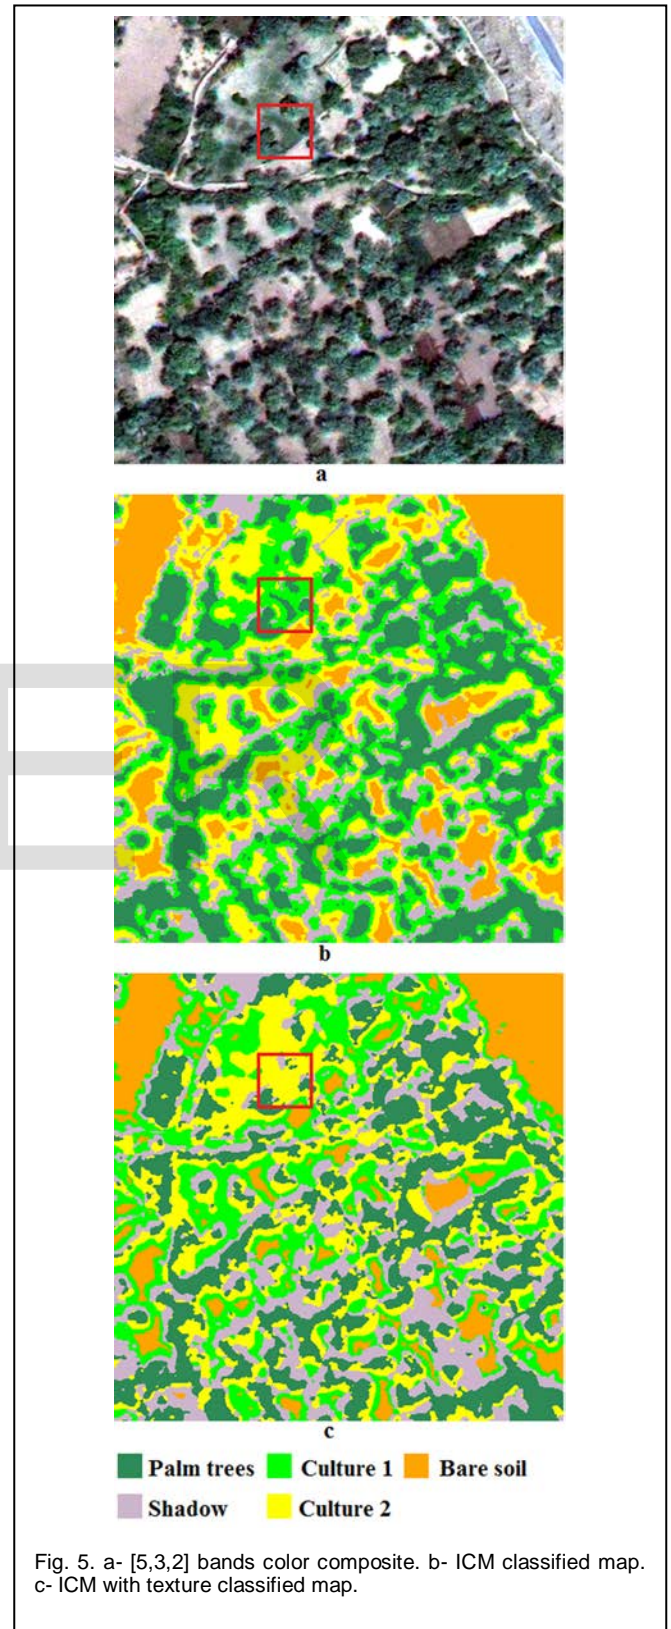 a
b
c
Palm trees Culture 1 Bare soil
Shadow Culture 2
Fig. 5. a- [5,3,2] bands color composite. b- ICM classified map.
c- ICM with texture classified map.